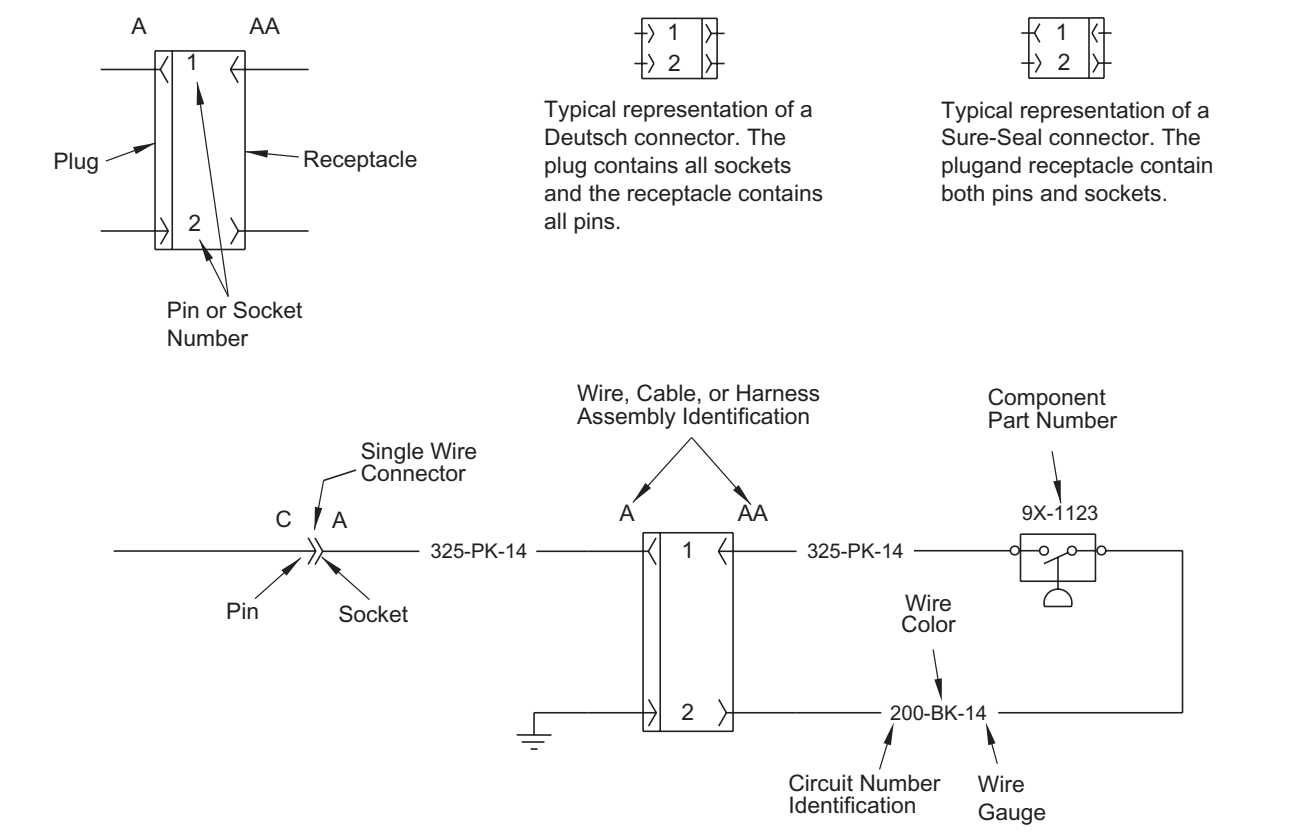 A
AA
1
2
Plug
Receptacle
Pin or Socket
Number
1
2
Typical representation of a
Deutsch connector. The
plug contains all sockets
and the receptacle contains
all pins.
1
2
Typical representation of a
Sure-Seal connector. The
plugand receptacle contain
both pins and sockets.
Wire, Cable, or Harness
Assembly Identification
Component
Part Number
Single Wire
Connector
C
A
A
AA
9X-1123
325-PK-14
1
325-PK-14
Pin
Socket
Wire
Color
2
200-BK-14
Circuit Number
Identification
Wire
Gauge